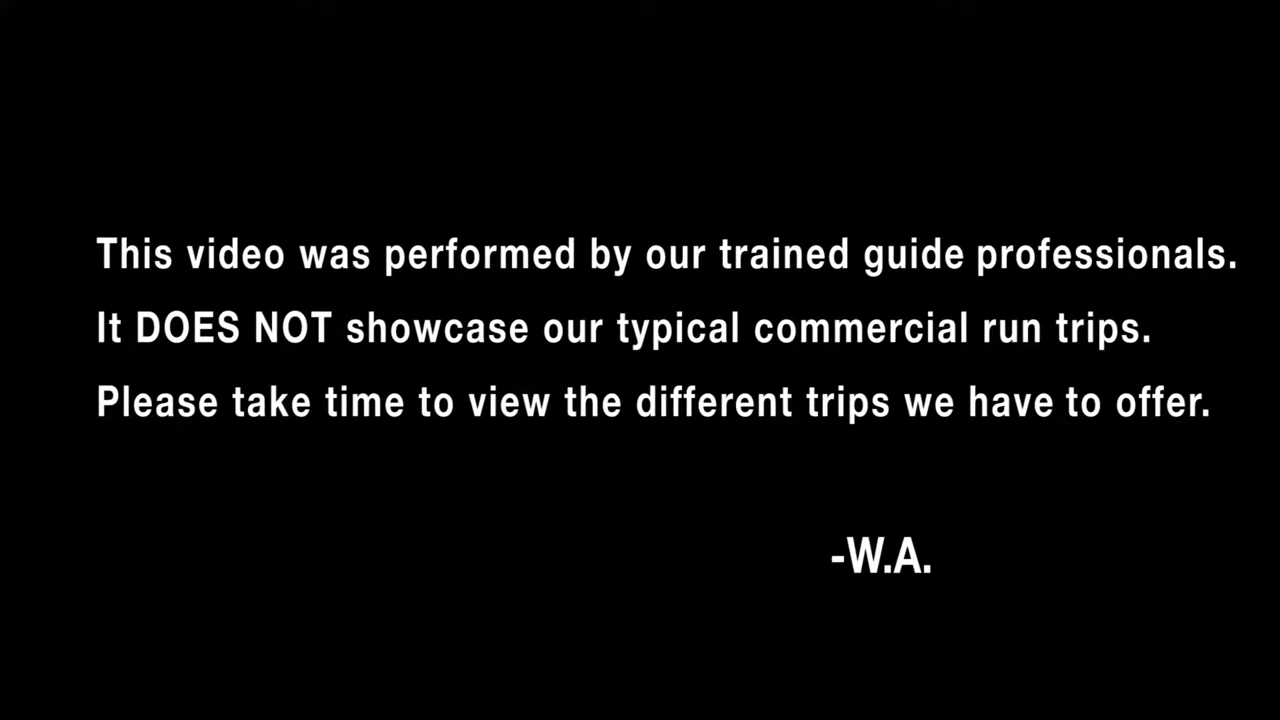 This video was performed by our trained guide professionals.
It DOES NOT showcase our typical commercial run trips.
Please take time to view the different trips we have to offer.
-W.A.